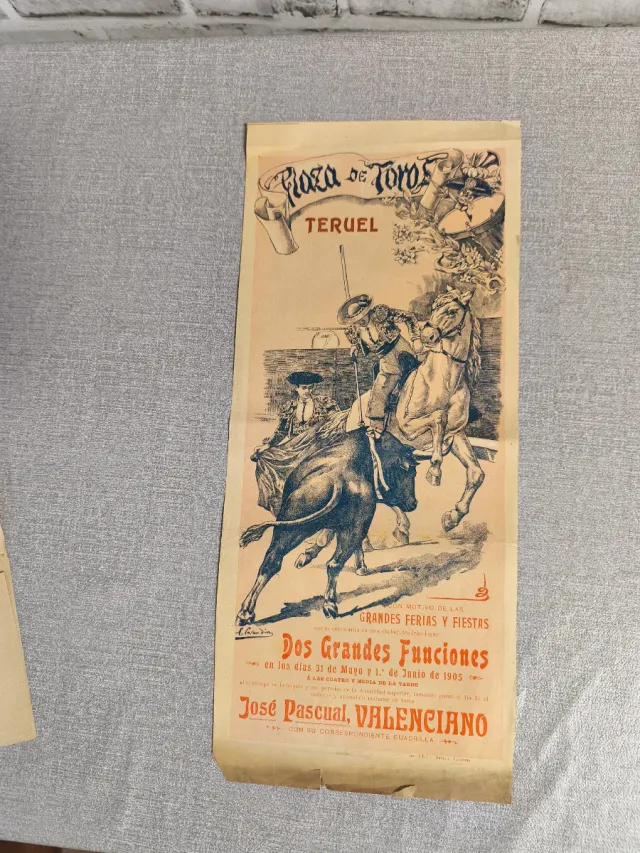 Plaza de Toros
TERUEL
CON MOTIVO DE LAS
GRANDES FERIAS Y FIESTAS
Dos Grandes Funciones
en los días 31 de Mayo y 1.º de Junio de 1905
Á LAS CUATRO Y MEDIA DE LA TARDE
José Pascual, VALENCIANO
CON SU CORRESPONDIENTE CUADRILLA